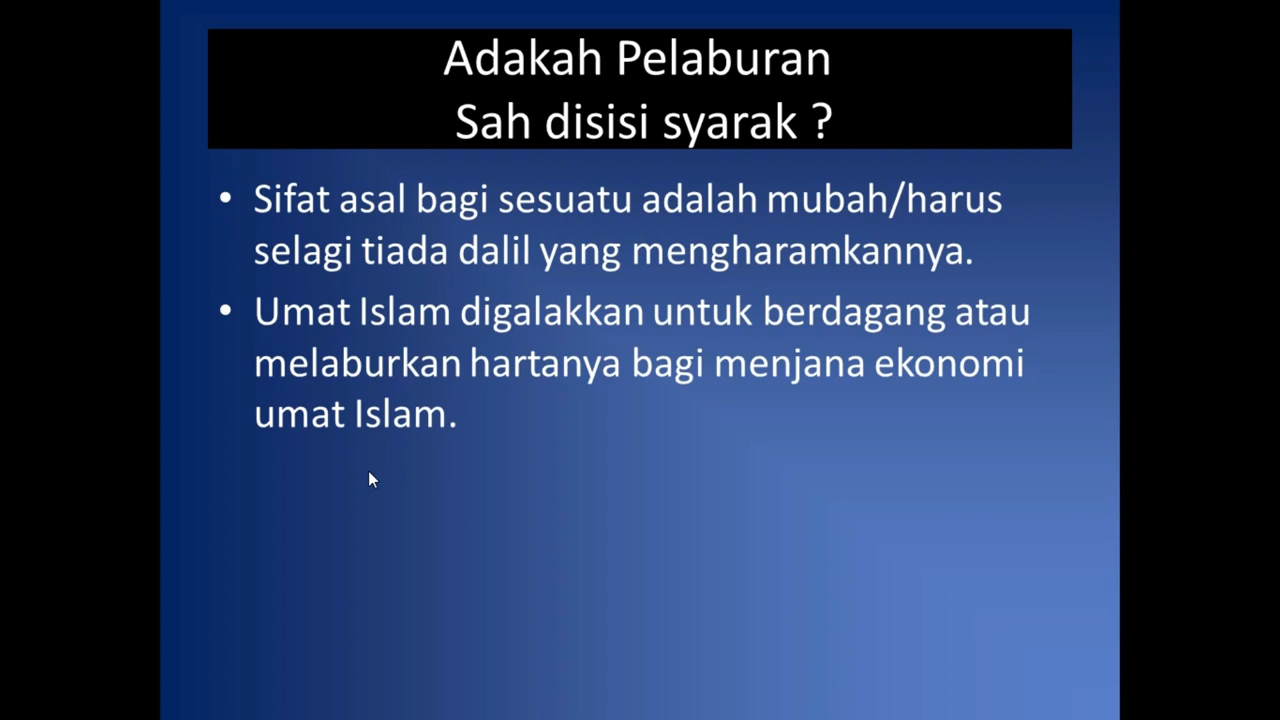 Adakah Pelaburan
Sah disisi syarak ?
• Sifat asal bagi sesuatu adalah mubah/harus
selagi tiada dalil yang mengharamkannya.
• Umat Islam digalakkan untuk berdagang atau
melaburkan hartanya bagi menjana ekonomi
umat Islam.